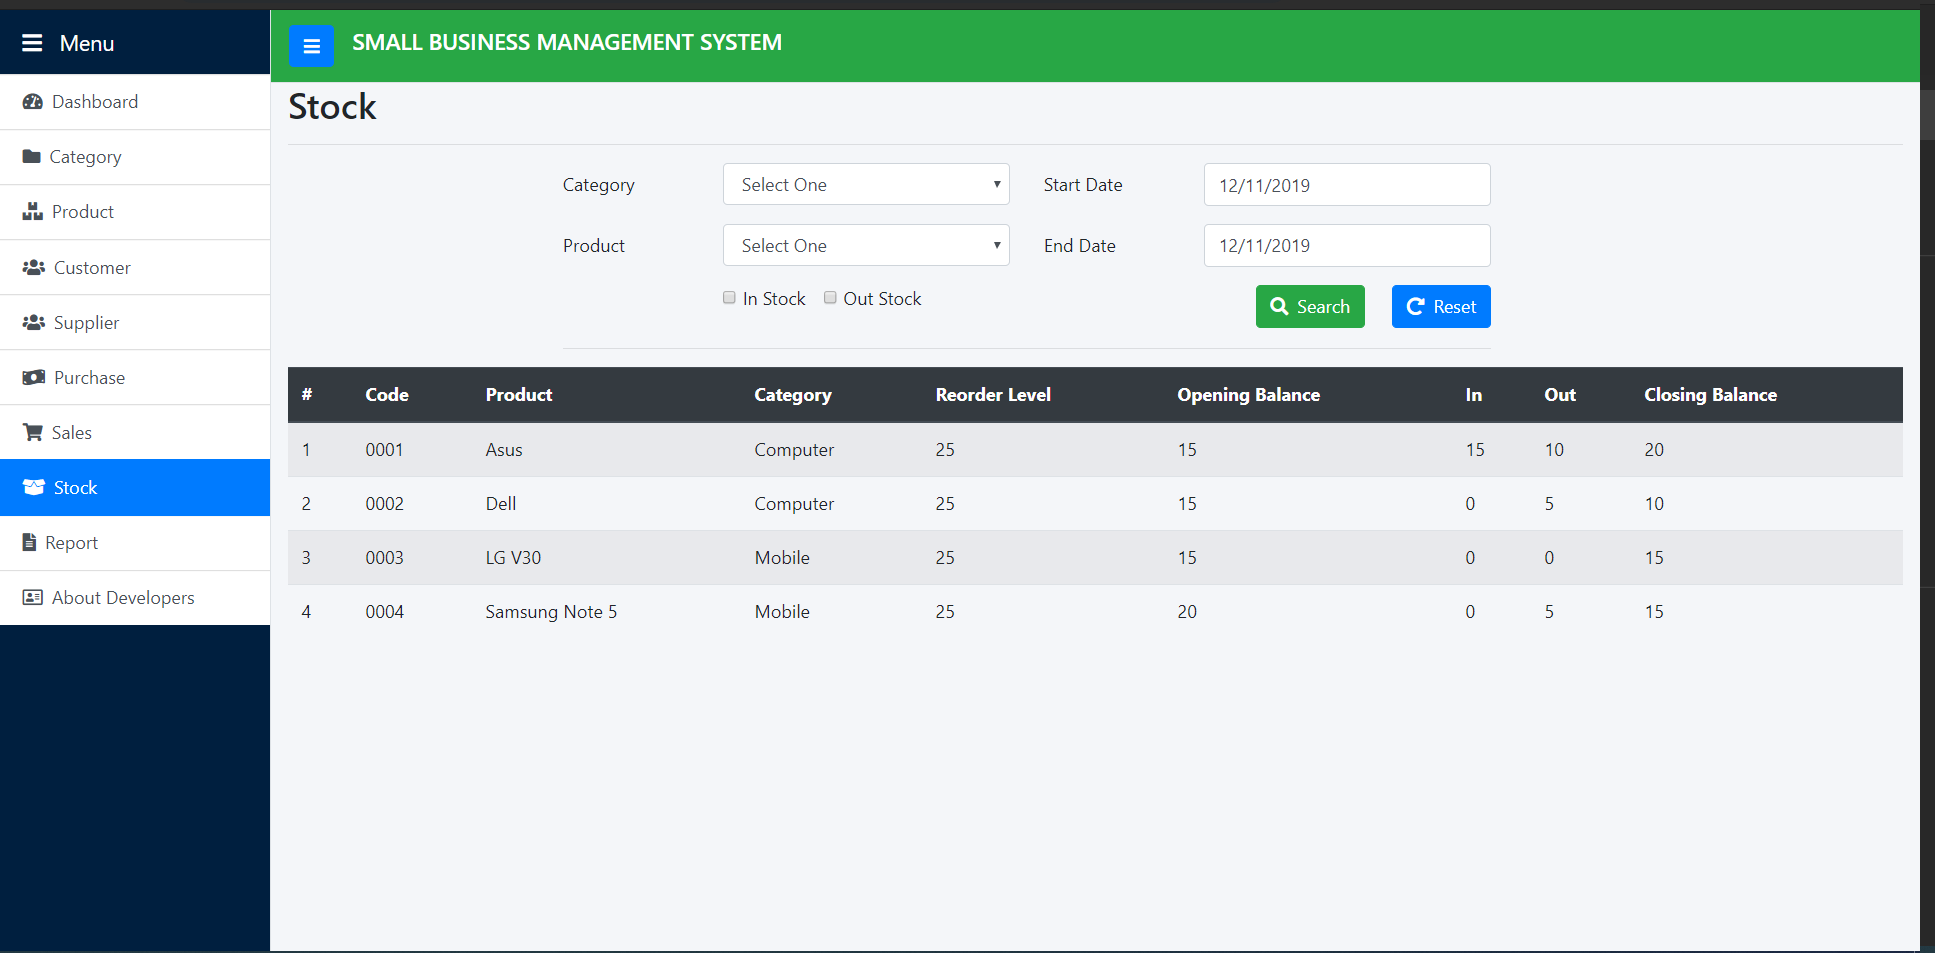 Menu
SMALL BUSINESS MANAGEMENT SYSTEM
Dashboard
Category
Product
Customer
Supplier
Purchase
Sales
Stock
Report
About Developers
Stock
Category Select One Start Date 12/11/2019
Product Select One End Date 12/11/2019
In Stock Out Stock Search Reset
# Code Product Category Reorder Level Opening Balance In Out Closing Balance
1 0001 Asus Computer 25 15 15 10 20
2 0002 Dell Computer 25 15 0 5 10
3 0003 LG V30 Mobile 25 15 0 0 15
4 0004 Samsung Note 5 Mobile 25 20 0 5 15